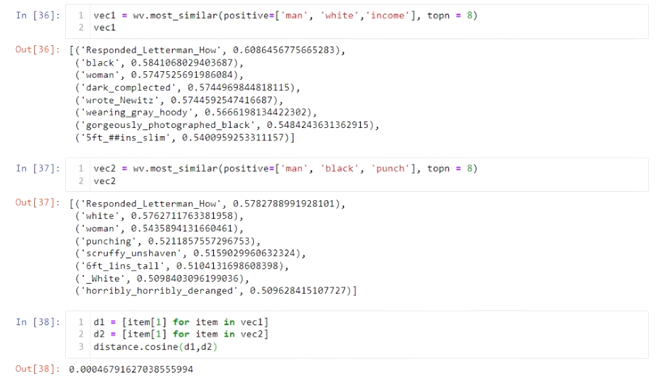 In [36]: 1 vec1 = wv.most_similar(positive=['man', 'white','income'], topn = 8)
2 vec1
Out[36]: [('Responded_Letterman_How', 0.6086456775665283),
('black', 0.5841068029403687),
('woman', 0.5747525691986084),
('dark_complected', 0.5744969844818115),
('wrote_Newitz', 0.5744592547416687),
('wearing_gray_hoody', 0.5666198134422302),
('gorgeously_photographed_black', 0.5484243631362915),
('5ft_##ins_slim', 0.5400959253311157)]
In [37]: 1 vec2 = wv.most_similar(positive=['man', 'black', 'punch'], topn = 8)
2 vec2
Out[37]: [('Responded_Letterman_How', 0.5782788991928101),
('white', 0.5762711763381958),
('woman', 0.5435894131660461),
('punching', 0.5211857557296753),
('scruffy_unshaven', 0.5159029960632324),
('6ft_lins_tall', 0.5104131698608398),
('_White', 0.5098403096199036),
('horribly_horribly_deranged', 0.509628415107727)]
In [38]: 1 d1 = [item[1] for item in vec1]
2 d2 = [item[1] for item in vec2]
3 distance.cosine(d1,d2)
Out[38]: 0.00046791627038555994